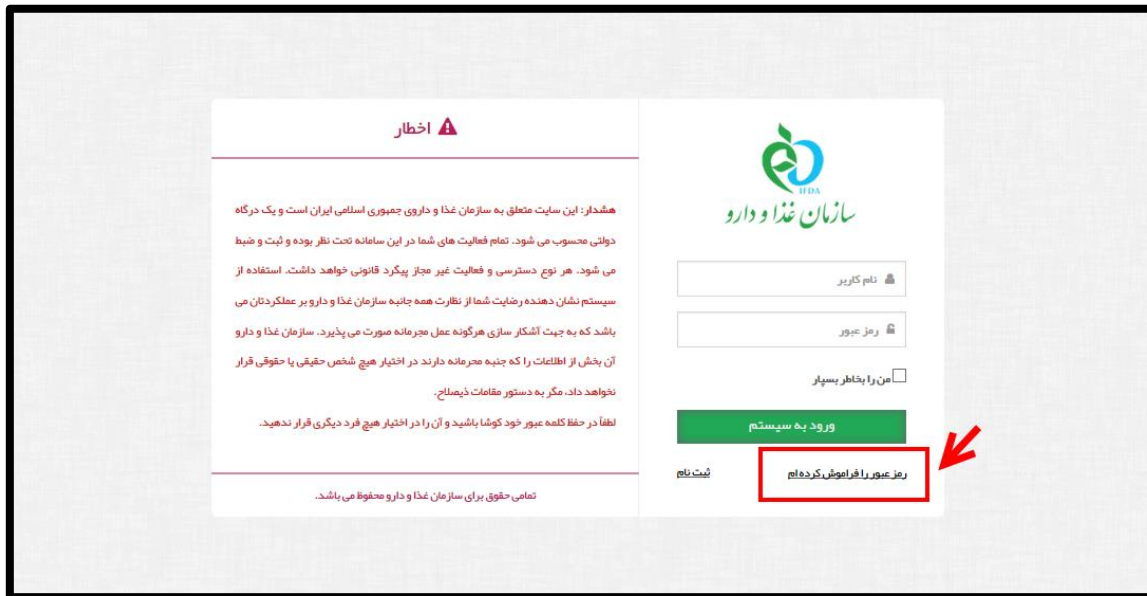 IFDA
سازمان غذا و دارو
نام کاربر
رمز عبور
من را بخاطر بسپار
ورود به سیستم
رمز عبور را فراموش کرده ام
ثبت نام
اخطار
هشدار: این سایت متعلق به سازمان غذا و داروی جمهوری اسلامی ایران است و یک درگاه
دولتی محسوب می شود. تمام فعالیت های شما در این سامانه تحت نظر بوده و ثبت و ضبط
می شود. هر نوع دسترسی و فعالیت غیر مجاز پیگرد قانونی خواهد داشت. استفاده از
سیستم نشان دهنده رضایت شما از نظارت همه جانبه سازمان غذا و دارو بر عملکردتان می
باشد که به جهت آشکار سازی هرگونه عمل مجرمانه صورت می پذیرد. سازمان غذا و دارو
آن بخش از اطلاعات را که جنبه محرمانه دارند در اختیار هیچ شخص حقیقی یا حقوقی قرار
نخواهد داد، مگر به دستور مقامات ذیصلاح.
لطفاً در حفظ کلمه عبور خود کوشا باشید و آن را در اختیار هیچ فرد دیگری قرار ندهید.
تمامی حقوق برای سازمان غذا و دارو محفوظ می باشد.